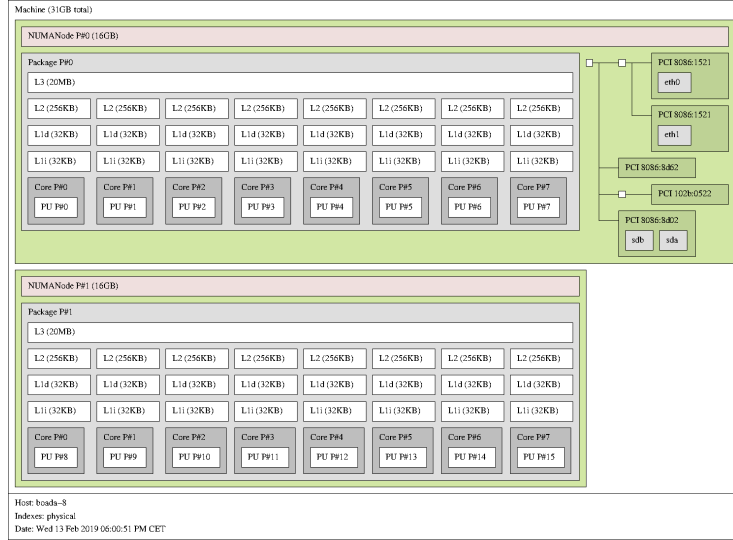 Machine (31GB total)
NUMANode P#0 (16GB)
Package P#0
L3 (20MB)
L2 (256KB) L2 (256KB) L2 (256KB) L2 (256KB) L2 (256KB) L2 (256KB) L2 (256KB) L2 (256KB)
L1d (32KB) L1d (32KB) L1d (32KB) L1d (32KB) L1d (32KB) L1d (32KB) L1d (32KB) L1d (32KB)
L1i (32KB) L1i (32KB) L1i (32KB) L1i (32KB) L1i (32KB) L1i (32KB) L1i (32KB) L1i (32KB)
Core P#0 Core P#1 Core P#2 Core P#3 Core P#4 Core P#5 Core P#6 Core P#7
PU P#0 PU P#1 PU P#2 PU P#3 PU P#4 PU P#5 PU P#6 PU P#7
PCI 8086:1521
eth0
PCI 8086:1521
eth1
PCI 8086:8d62
PCI 102b:0522
PCI 8086:8d02
sdb sda
NUMANode P#1 (16GB)
Package P#1
L3 (20MB)
L2 (256KB) L2 (256KB) L2 (256KB) L2 (256KB) L2 (256KB) L2 (256KB) L2 (256KB) L2 (256KB)
L1d (32KB) L1d (32KB) L1d (32KB) L1d (32KB) L1d (32KB) L1d (32KB) L1d (32KB) L1d (32KB)
L1i (32KB) L1i (32KB) L1i (32KB) L1i (32KB) L1i (32KB) L1i (32KB) L1i (32KB) L1i (32KB)
Core P#0 Core P#1 Core P#2 Core P#3 Core P#4 Core P#5 Core P#6 Core P#7
PU P#8 PU P#9 PU P#10 PU P#11 PU P#12 PU P#13 PU P#14 PU P#15
Host: boada-8
Indexes: physical
Date: Wed 13 Feb 2019 06:00:51 PM CET